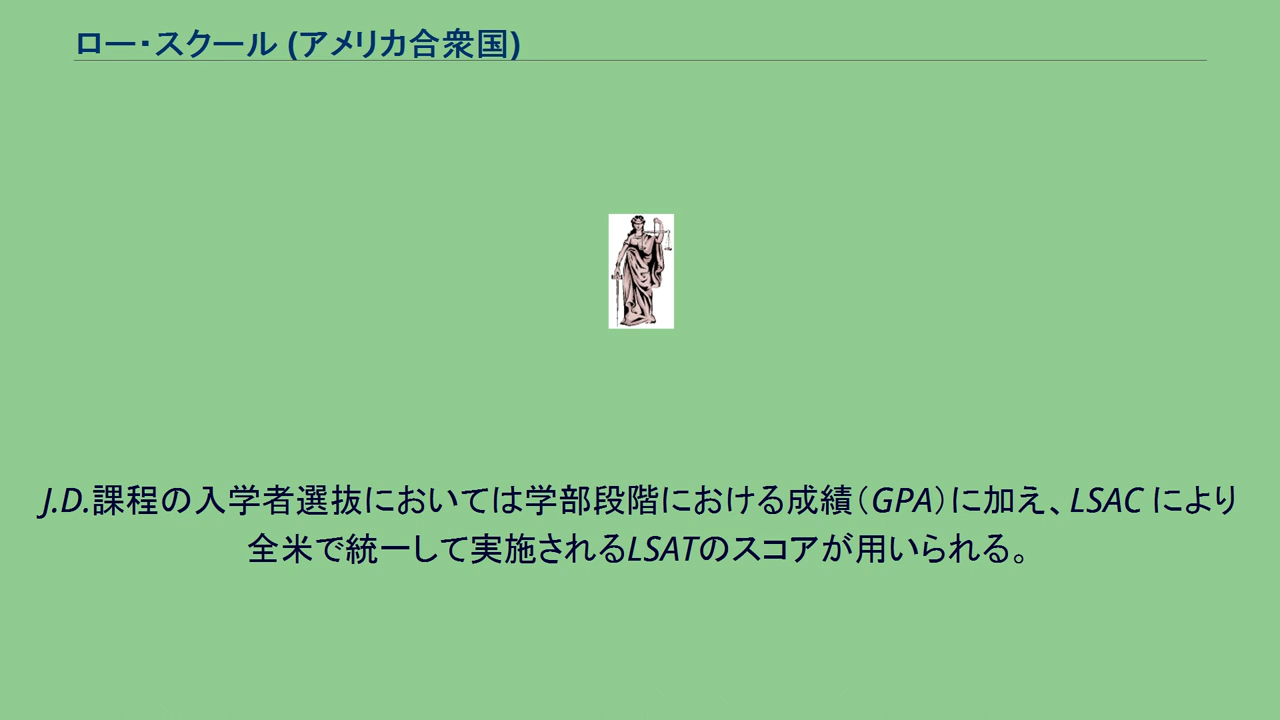 ロー・スクール (アメリカ合衆国)
J.D.課程の入学者選抜においては学部段階における成績（GPA）に加え、LSAC により
全米で統一して実施されるLSATのスコアが用いられる。